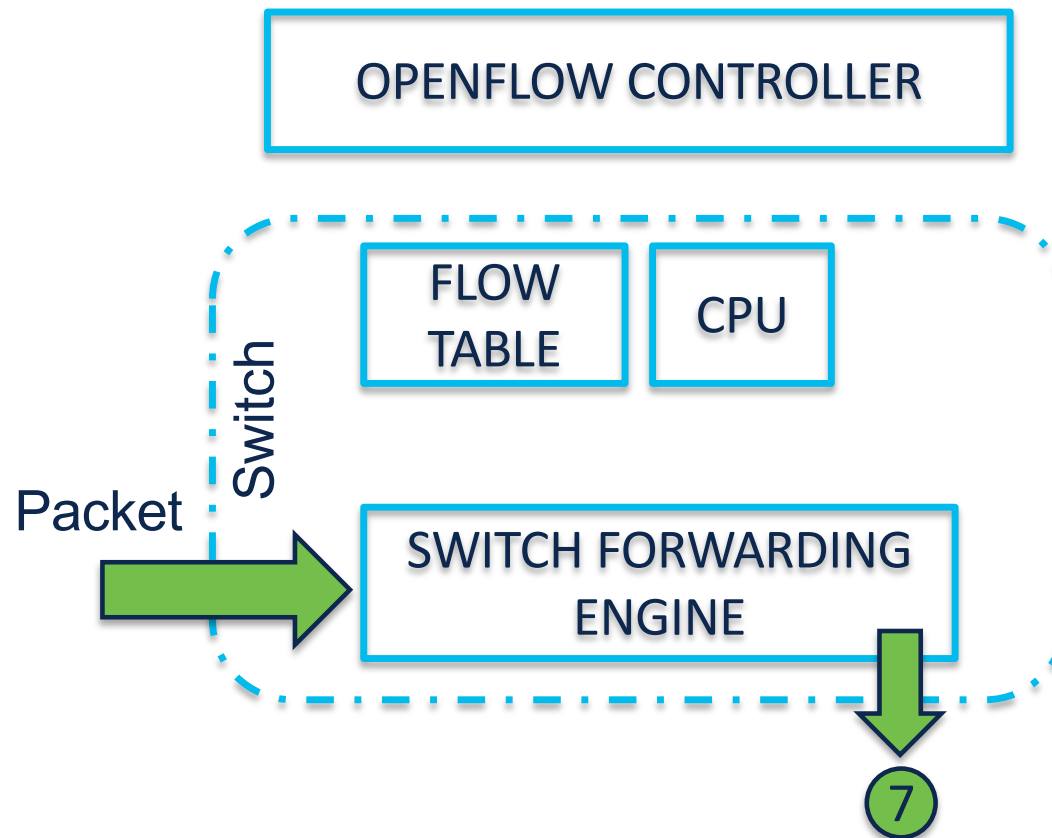 OPENFLOW CONTROLLER
FLOW
TABLE
CPU
Switch
Packet
SWITCH FORWARDING
ENGINE
7